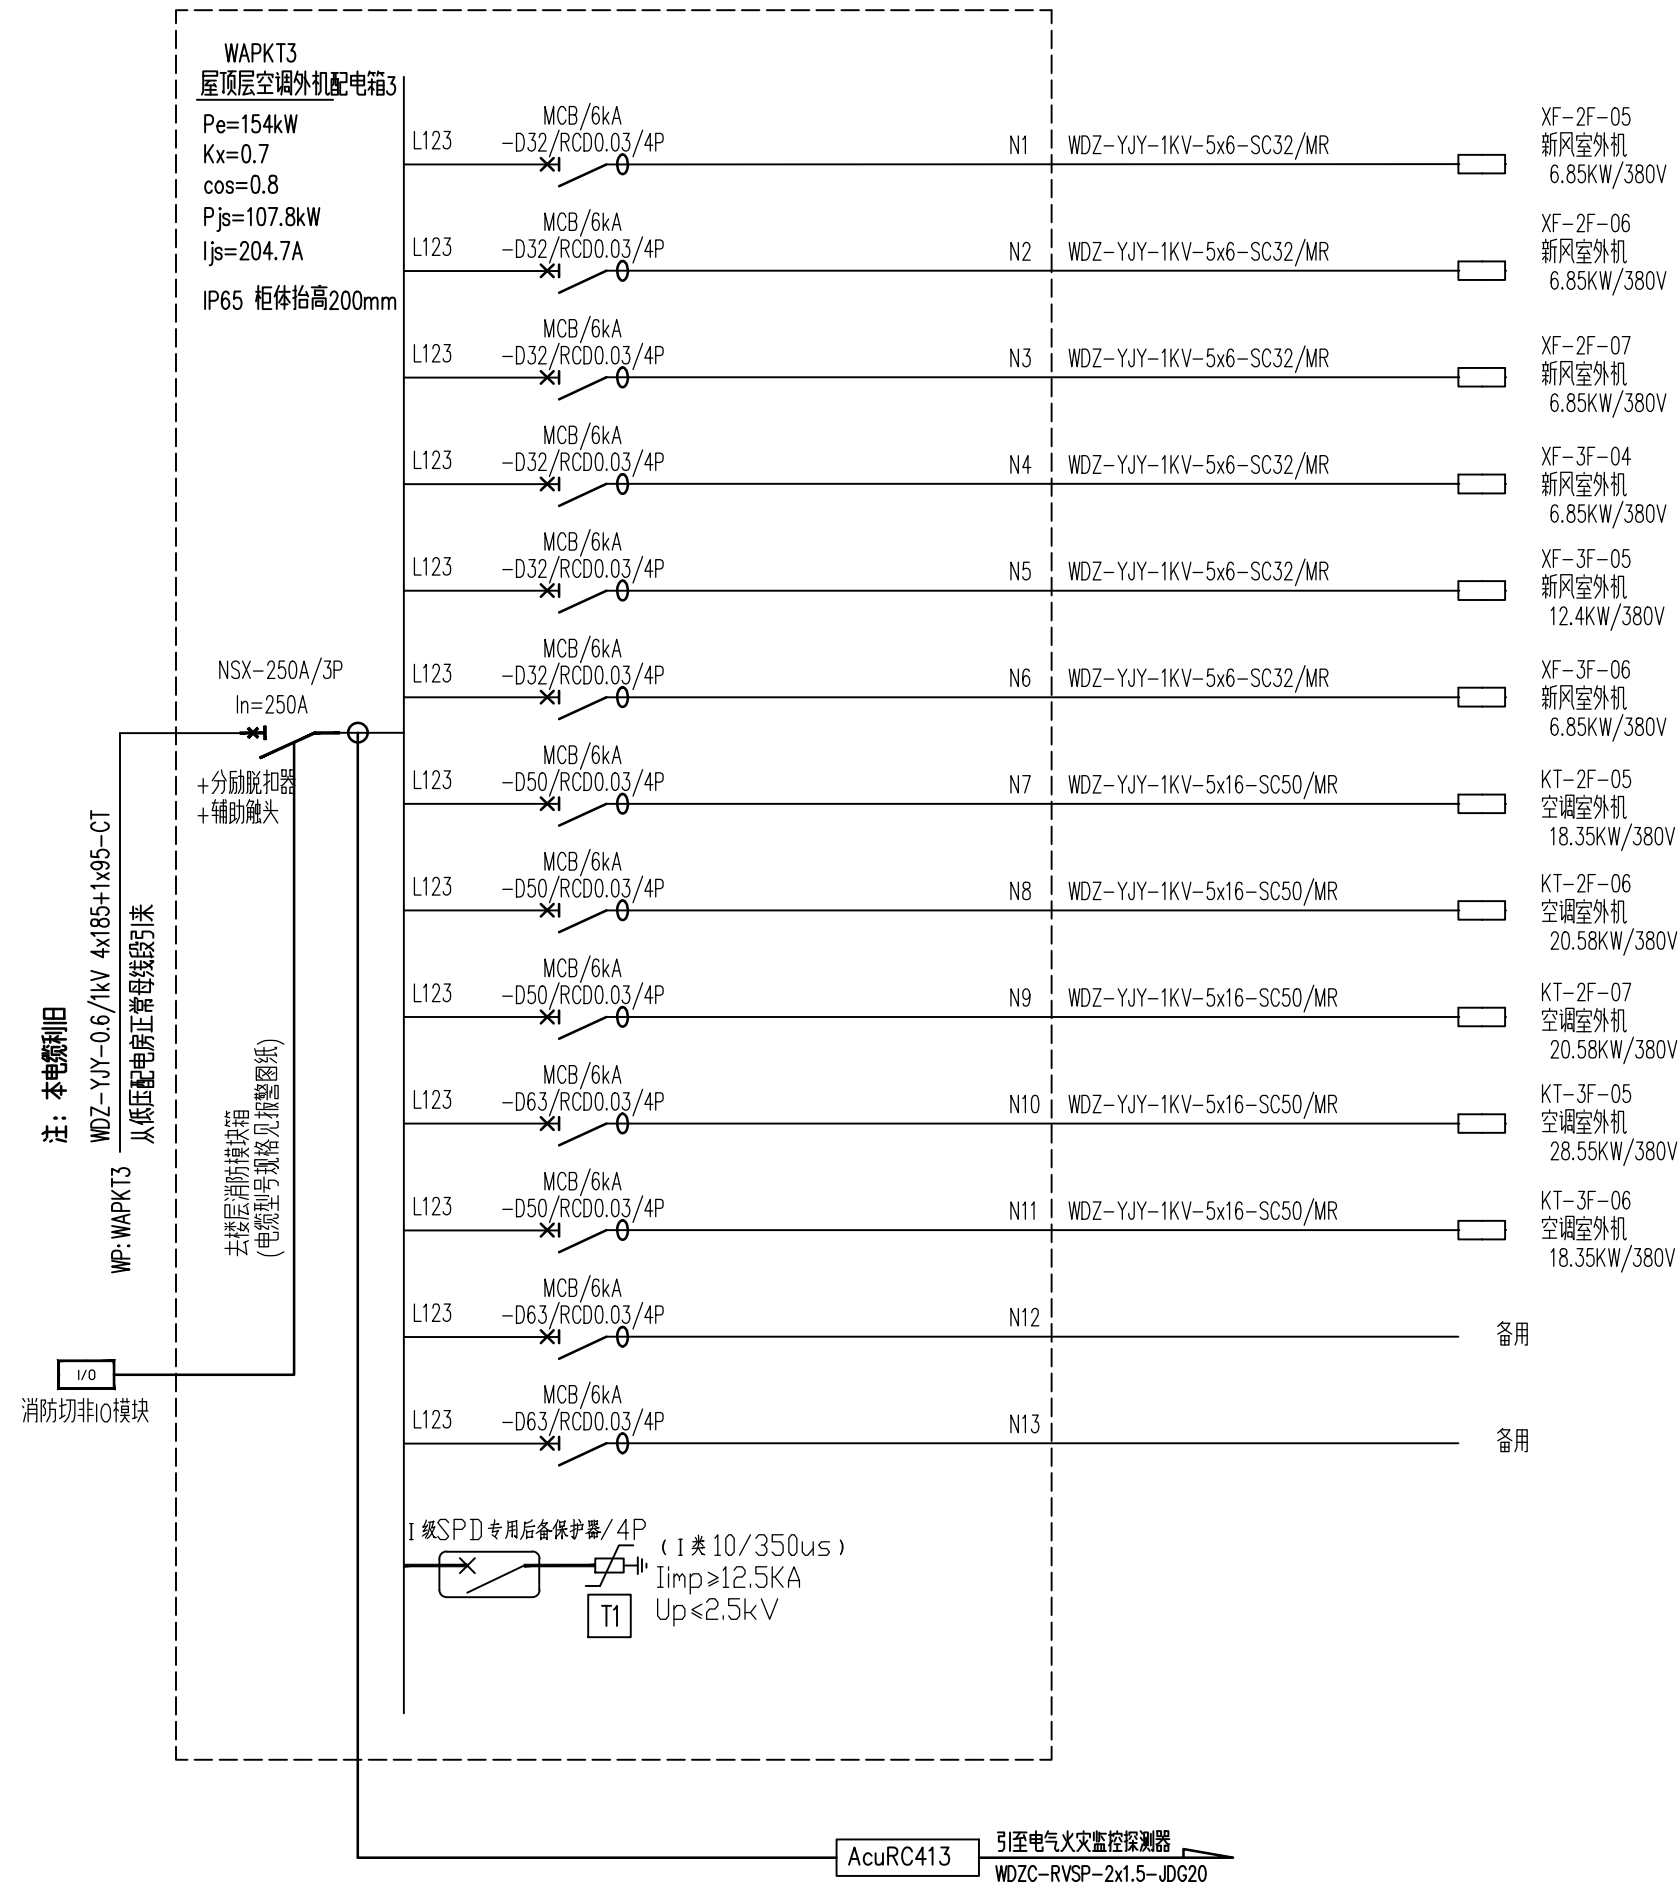 WAPKT3
屋顶层空调外机配电箱3
Pe=154kW
Kx=0.7
cos=0.8
Pjs=107.8kW
Ijs=204.7A
IP65 柜体抬高200mm
L123
MCB/6kA
-D32/RCD0.03/4P
N1
WDZ-YJY-1KV-5x6-SC32/MR
XF-2F-05
新风室外机
6.85KW/380V
L123
MCB/6kA
-D32/RCD0.03/4P
N2
WDZ-YJY-1KV-5x6-SC32/MR
XF-2F-06
新风室外机
6.85KW/380V
L123
MCB/6kA
-D32/RCD0.03/4P
N3
WDZ-YJY-1KV-5x6-SC32/MR
XF-2F-07
新风室外机
6.85KW/380V
L123
MCB/6kA
-D32/RCD0.03/4P
N4
WDZ-YJY-1KV-5x6-SC32/MR
XF-3F-04
新风室外机
6.85KW/380V
L123
MCB/6kA
-D32/RCD0.03/4P
N5
WDZ-YJY-1KV-5x6-SC32/MR
XF-3F-05
新风室外机
12.4KW/380V
L123
MCB/6kA
-D32/RCD0.03/4P
N6
WDZ-YJY-1KV-5x6-SC32/MR
XF-3F-06
新风室外机
6.85KW/380V
NSX-250A/3P
In=250A
+分励脱扣器
+辅助触头
L123
MCB/6kA
-D50/RCD0.03/4P
N7
WDZ-YJY-1KV-5x16-SC50/MR
KT-2F-05
空调室外机
18.35KW/380V
L123
MCB/6kA
-D50/RCD0.03/4P
N8
WDZ-YJY-1KV-5x16-SC50/MR
KT-2F-06
空调室外机
20.58KW/380V
L123
MCB/6kA
-D50/RCD0.03/4P
N9
WDZ-YJY-1KV-5x16-SC50/MR
KT-2F-07
空调室外机
20.58KW/380V
L123
MCB/6kA
-D63/RCD0.03/4P
N10
WDZ-YJY-1KV-5x16-SC50/MR
KT-3F-05
空调室外机
28.55KW/380V
L123
MCB/6kA
-D50/RCD0.03/4P
N11
WDZ-YJY-1KV-5x16-SC50/MR
KT-3F-06
空调室外机
18.35KW/380V
L123
MCB/6kA
-D63/RCD0.03/4P
N12
备用
L123
MCB/6kA
-D63/RCD0.03/4P
N13
备用
注：本电缆利旧
WDZ-YJY-0.6/1kV 4x185+1x95-CT
从低压配电房正常母线段引来
WP:WAPKT3
去楼层消防模块箱
(电缆型号规格见报警图纸)
I/O
消防切非IO模块
I级SPD专用后备保护器/4P
(I类10/350us)
Iimp≥12.5KA
Up≤2.5kV
T1
AcuRC413
引至电气火灾监控探测器
WDZC-RVSP-2x1.5-JDG20